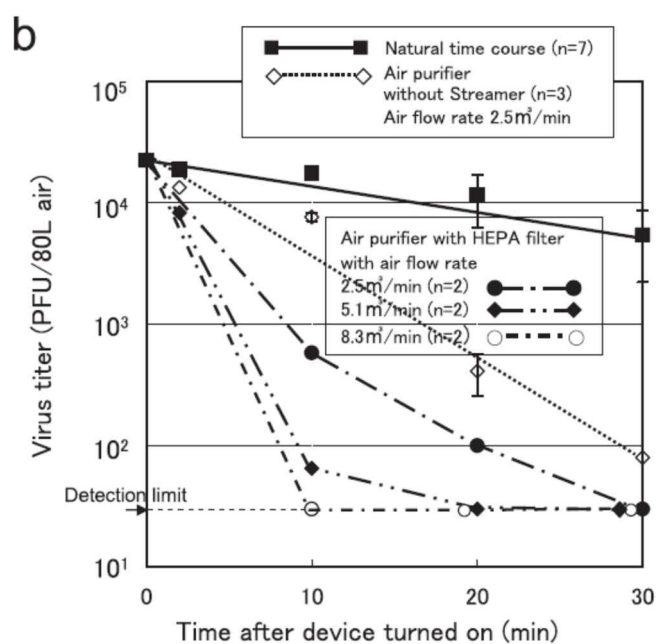 b
Natural time course (n=7)
Air purifier
without Streamer (n=3)
Air flow rate 2.5㎥/min
10⁵
10⁴
10³
10²
10¹
Virus titer (PFU/80L air)
Air purifier with HEPA filter
with air flow rate
2.5㎥/min (n=2)
5.1㎥/min (n=2)
8.3㎥/min (n=2)
Detection limit
0
10
20
30
Time after device turned on (min)